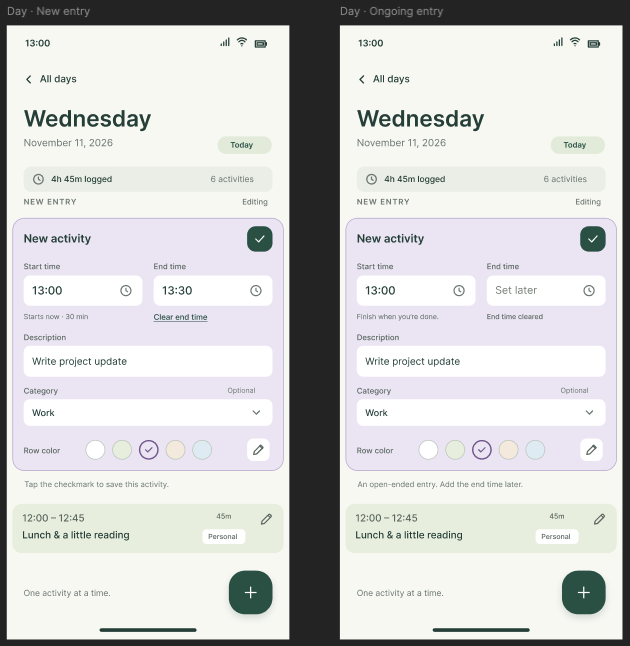 Day · New entry
13:00
All days
Wednesday
November 11, 2026
Today
4h 45m logged 6 activities
NEW ENTRY Editing
New activity
Start time End time
13:00 13:30
Starts now · 30 min Clear end time
Description
Write project update
Category Optional
Work
Row color
Tap the checkmark to save this activity.
12:00 – 12:45 45m
Lunch & a little reading Personal
One activity at a time.
Day · Ongoing entry
13:00
All days
Wednesday
November 11, 2026
Today
4h 45m logged 6 activities
NEW ENTRY Editing
New activity
Start time End time
13:00 Set later
Finish when you're done. End time cleared
Description
Write project update
Category Optional
Work
Row color
An open-ended entry. Add the end time later.
12:00 – 12:45 45m
Lunch & a little reading Personal
One activity at a time.